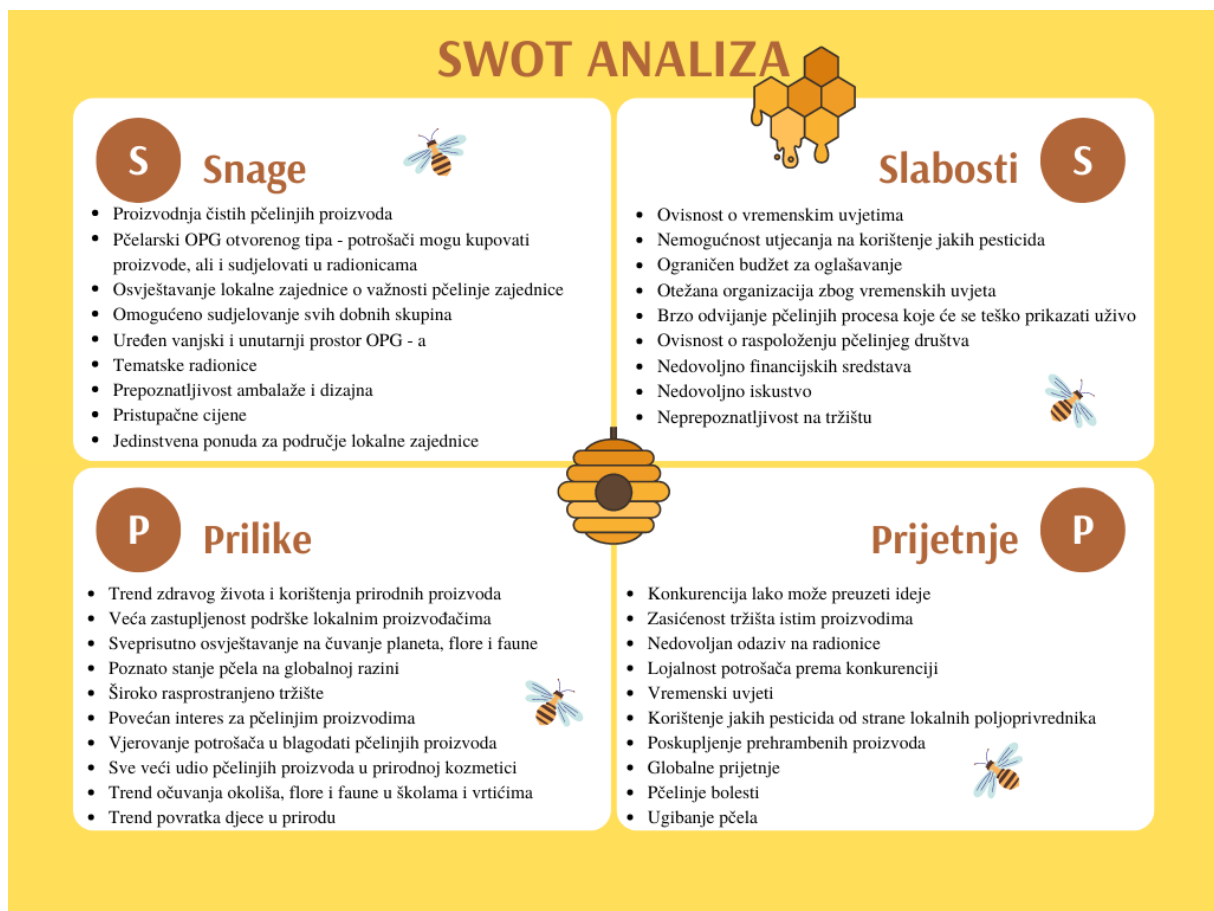 SWOT ANALIZA
S
Snage
Proizvodnja čistih pčelinjih proizvoda
Pčelarski OPG otvorenog tipa - potrošači mogu kupovati
proizvode, ali i sudjelovati u radionicama
Osvještavanje lokalne zajednice o važnosti pčelinje zajednice
Omogućeno sudjelovanje svih dobnih skupina
Uređen vanjski i unutarnji prostor OPG - a
Tematske radionice
Prepoznatljivost ambalaže i dizajna
Pristupačne cijene
Jedinstvena ponuda za područje lokalne zajednice
Slabosti
S
Ovisnost o vremenskim uvjetima
Nemogućnost utjecanja na korištenje jakih pesticida
Ograničen budžet za oglašavanje
Otežana organizacija zbog vremenskih uvjeta
Brzo odvijanje pčelinjih procesa koje će se teško prikazati uživo
Ovisnost o raspoloženju pčelinjeg društva
Nedovoljno financijskih sredstava
Nedovoljno iskustvo
Neprepoznatljivost na tržištu
P
Prilike
Trend zdravog života i korištenja prirodnih proizvoda
Veća zastupljenost podrške lokalnim proizvođačima
Sveprisutno osvještavanje na čuvanje planeta, flore i faune
Poznato stanje pčela na globalnoj razini
Široko rasprostranjeno tržište
Povećan interes za pčelinjim proizvodima
Vjerovanje potrošača u blagodati pčelinjih proizvoda
Sve veći udio pčelinjih proizvoda u prirodnoj kozmetici
Trend očuvanja okoliša, flore i faune u školama i vrtićima
Trend povratka djece u prirodu
Prijetnje
P
Konkurencija lako može preuzeti ideje
Zasićenost tržišta istim proizvodima
Nedovoljan odaziv na radionice
Lojalnost potrošača prema konkurenciji
Vremenski uvjeti
Korištenje jakih pesticida od strane lokalnih poljoprivrednika
Poskupljenje prehrambenih proizvoda
Globalne prijetnje
Pčelinje bolesti
Ugibanje pčela